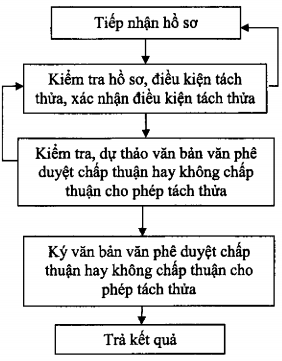 Tiếp nhận hồ sơ
Kiểm tra hồ sơ, điều kiện tách
thửa, xác nhận điều kiện tách thửa
Kiểm tra, dự thảo văn bản văn phê
duyệt chấp thuận hay không chấp
thuận cho phép tách thửa
Ký văn bản văn phê duyệt chấp
thuận hay không chấp thuận cho
phép tách thửa
Trả kết quả